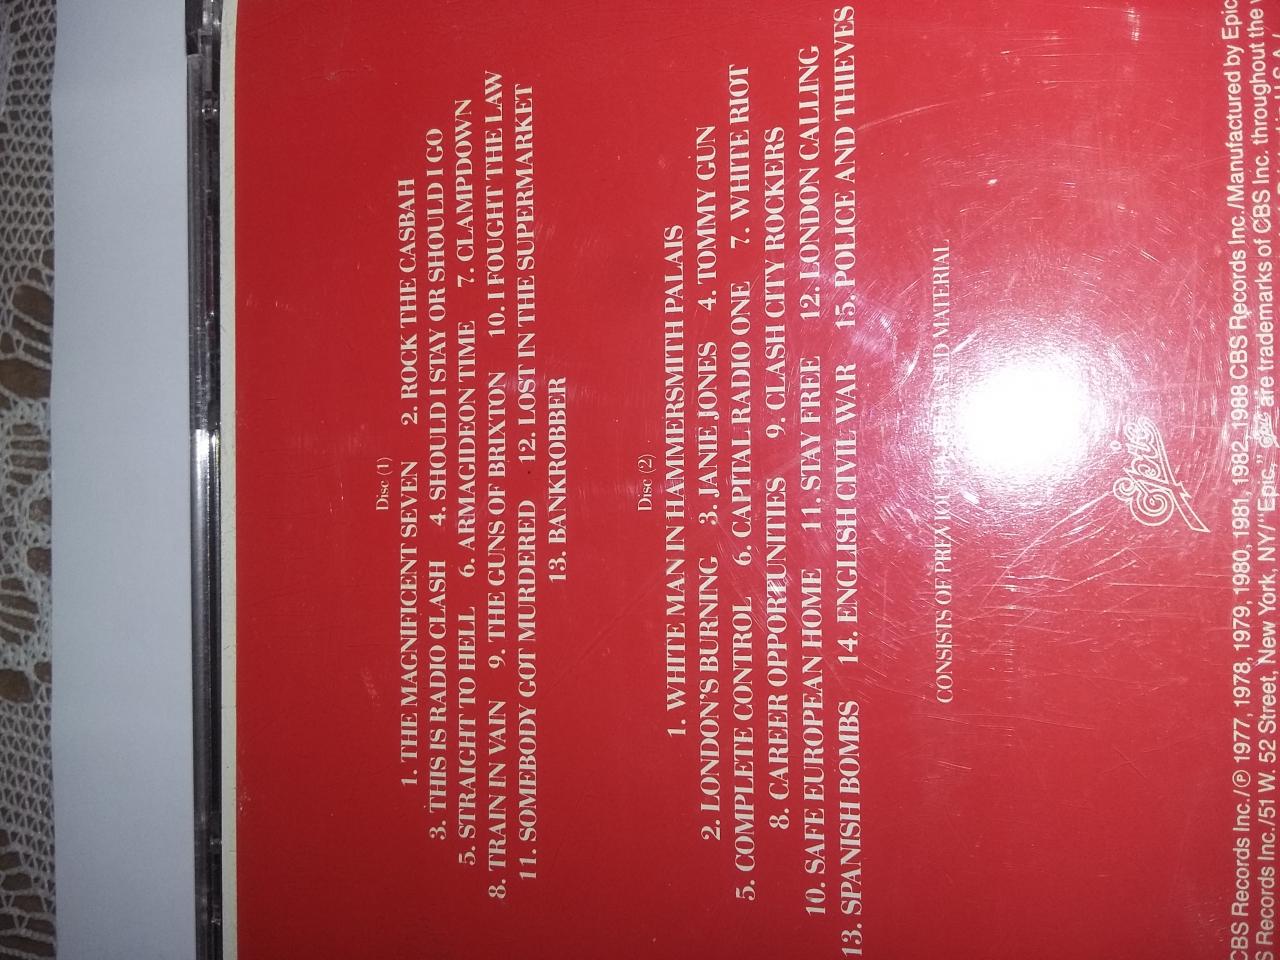 Disc (1)
1. THE MAGNIFICENT SEVEN 2. ROCK THE CASBAH
3. THIS IS RADIO CLASH 4. SHOULD I STAY OR SHOULD I GO
5. STRAIGHT TO HELL 6. ARMAGIDEON TIME 7. CLAMPDOWN
8. TRAIN IN VAIN 9. THE GUNS OF BRIXTON 10. I FOUGHT THE LAW
11. SOMEBODY GOT MURDERED 12. LOST IN THE SUPERMARKET
13. BANKROBBER
Disc (2)
1. WHITE MAN IN HAMMERSMITH PALAIS
2. LONDON'S BURNING 3. JANIE JONES 4. TOMMY GUN
5. COMPLETE CONTROL 6. CAPITAL RADIO ONE 7. WHITE RIOT
8. CAREER OPPORTUNITIES 9. CLASH CITY ROCKERS
10. SAFE EUROPEAN HOME 11. STAY FREE 12. LONDON CALLING
13. SPANISH BOMBS 14. ENGLISH CIVIL WAR 15. POLICE AND THIEVES
CONSISTS OF PREVIOUSLY RELEASED MATERIAL
Epic
CBS Records Inc./℗ 1977, 1978, 1979, 1980, 1981, 1982, 1988 CBS Records Inc./Manufactured by Epic
S Records Inc./51 W. 52 Street, New York, NY/"Epic," Epic are trademarks of CBS Inc. throughout the